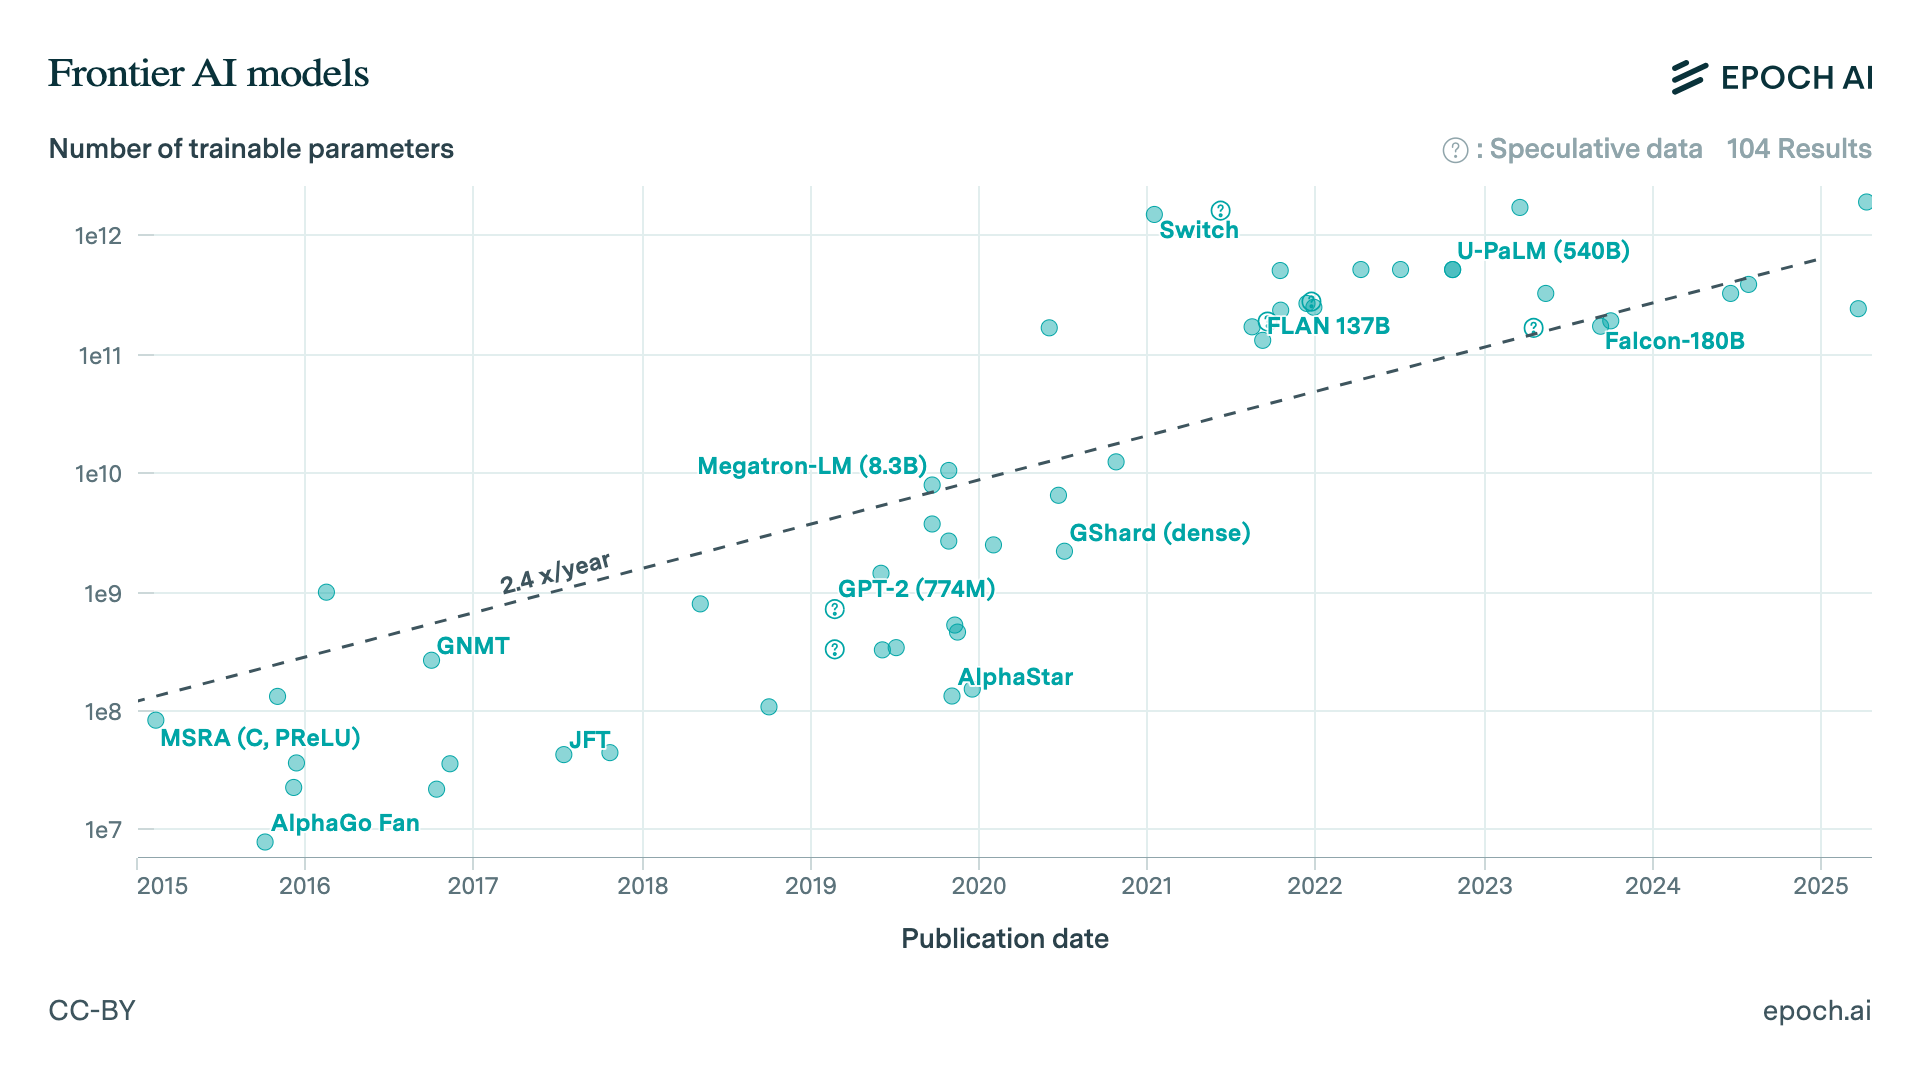 Frontier AI models
EPOCH AI
Number of trainable parameters
? : Speculative data 104 Results
1e12
1e11
1e10
1e9
1e8
1e7
Switch
?
U-PaLM (540B)
?
?
FLAN 137B
?
Falcon-180B
Megatron-LM (8.3B)
GShard (dense)
2.4 x/year
GPT-2 (774M)
?
GNMT
?
AlphaStar
MSRA (C, PReLU)
JFT
AlphaGo Fan
2015 2016 2017 2018 2019 2020 2021 2022 2023 2024 2025
Publication date
CC-BY
epoch.ai